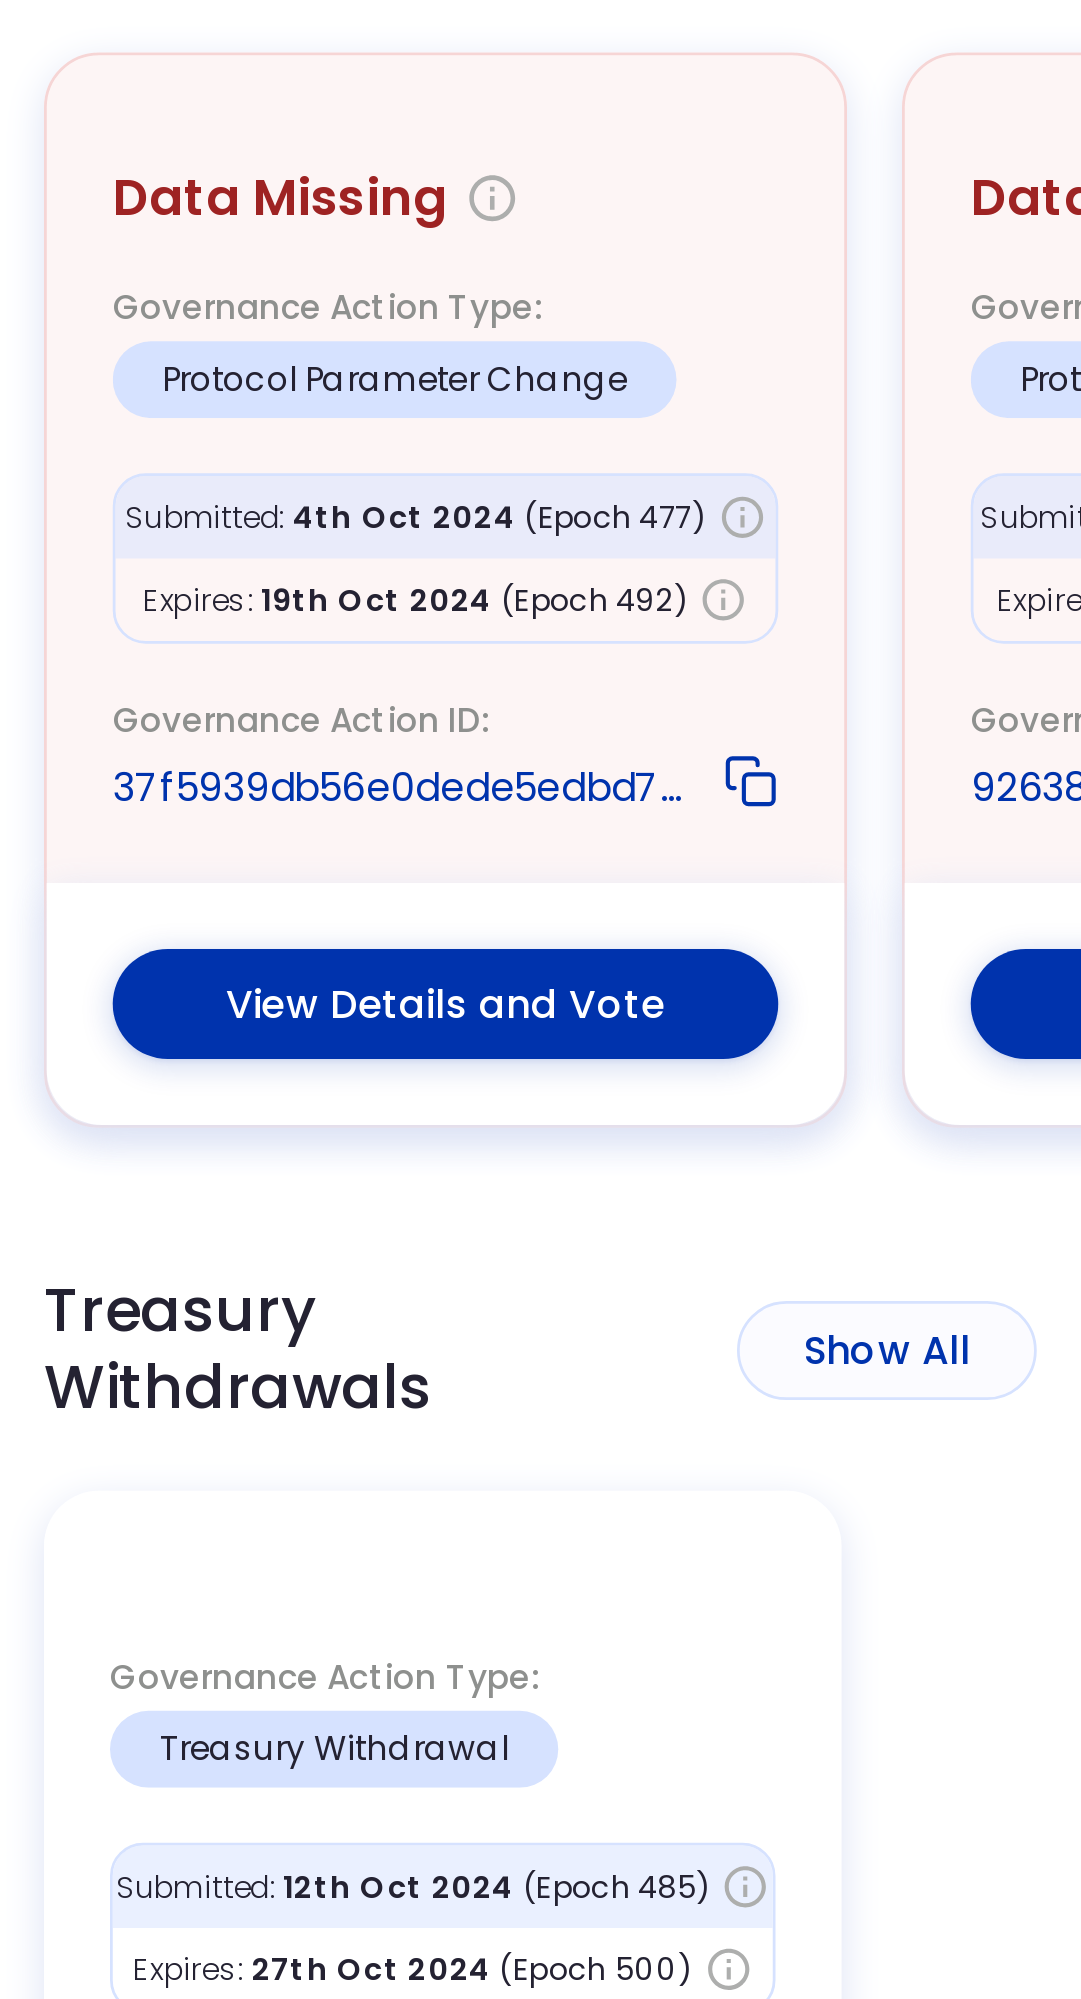 Data Missing
Governance Action Type:
Protocol Parameter Change
Submitted: 4th Oct 2024 (Epoch 477)
Expires: 19th Oct 2024 (Epoch 492)
Governance Action ID:
37f5939db56e0dede5edbd7...
View Details and Vote
Data
Govern
Prot
Submit
Expire
Govern
92638
Treasury
Withdrawals
Show All
Governance Action Type:
Treasury Withdrawal
Submitted: 12th Oct 2024 (Epoch 485)
Expires: 27th Oct 2024 (Epoch 500)